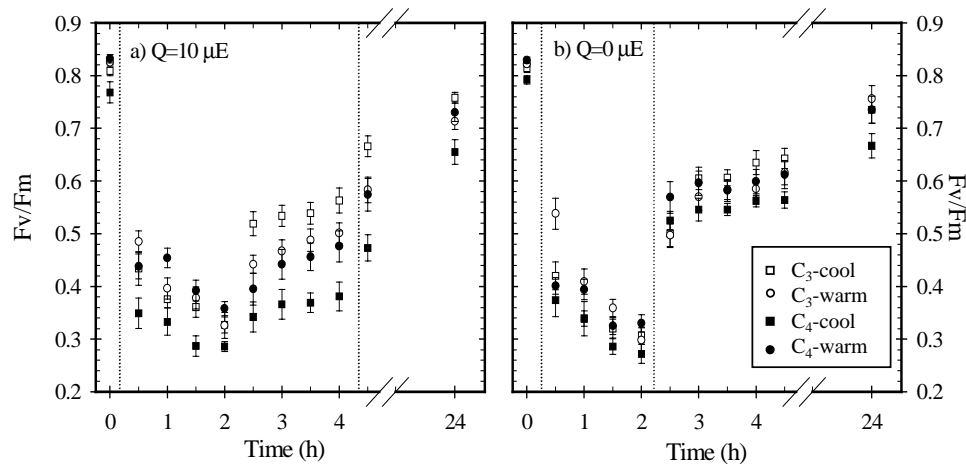 0.9 0.9
a) Q=10 µE b) Q=0 µE
0.8 0.8
0.7 0.7
Fv/Fm 0.6 0.6 Fv/Fm
0.5 0.5
C3-cool
0.4 0.4
C3-warm
C4-cool
0.3 0.3
C4-warm
0.2 0.2
0 1 2 3 4 24 0 1 2 3 4 24
Time (h) Time (h)